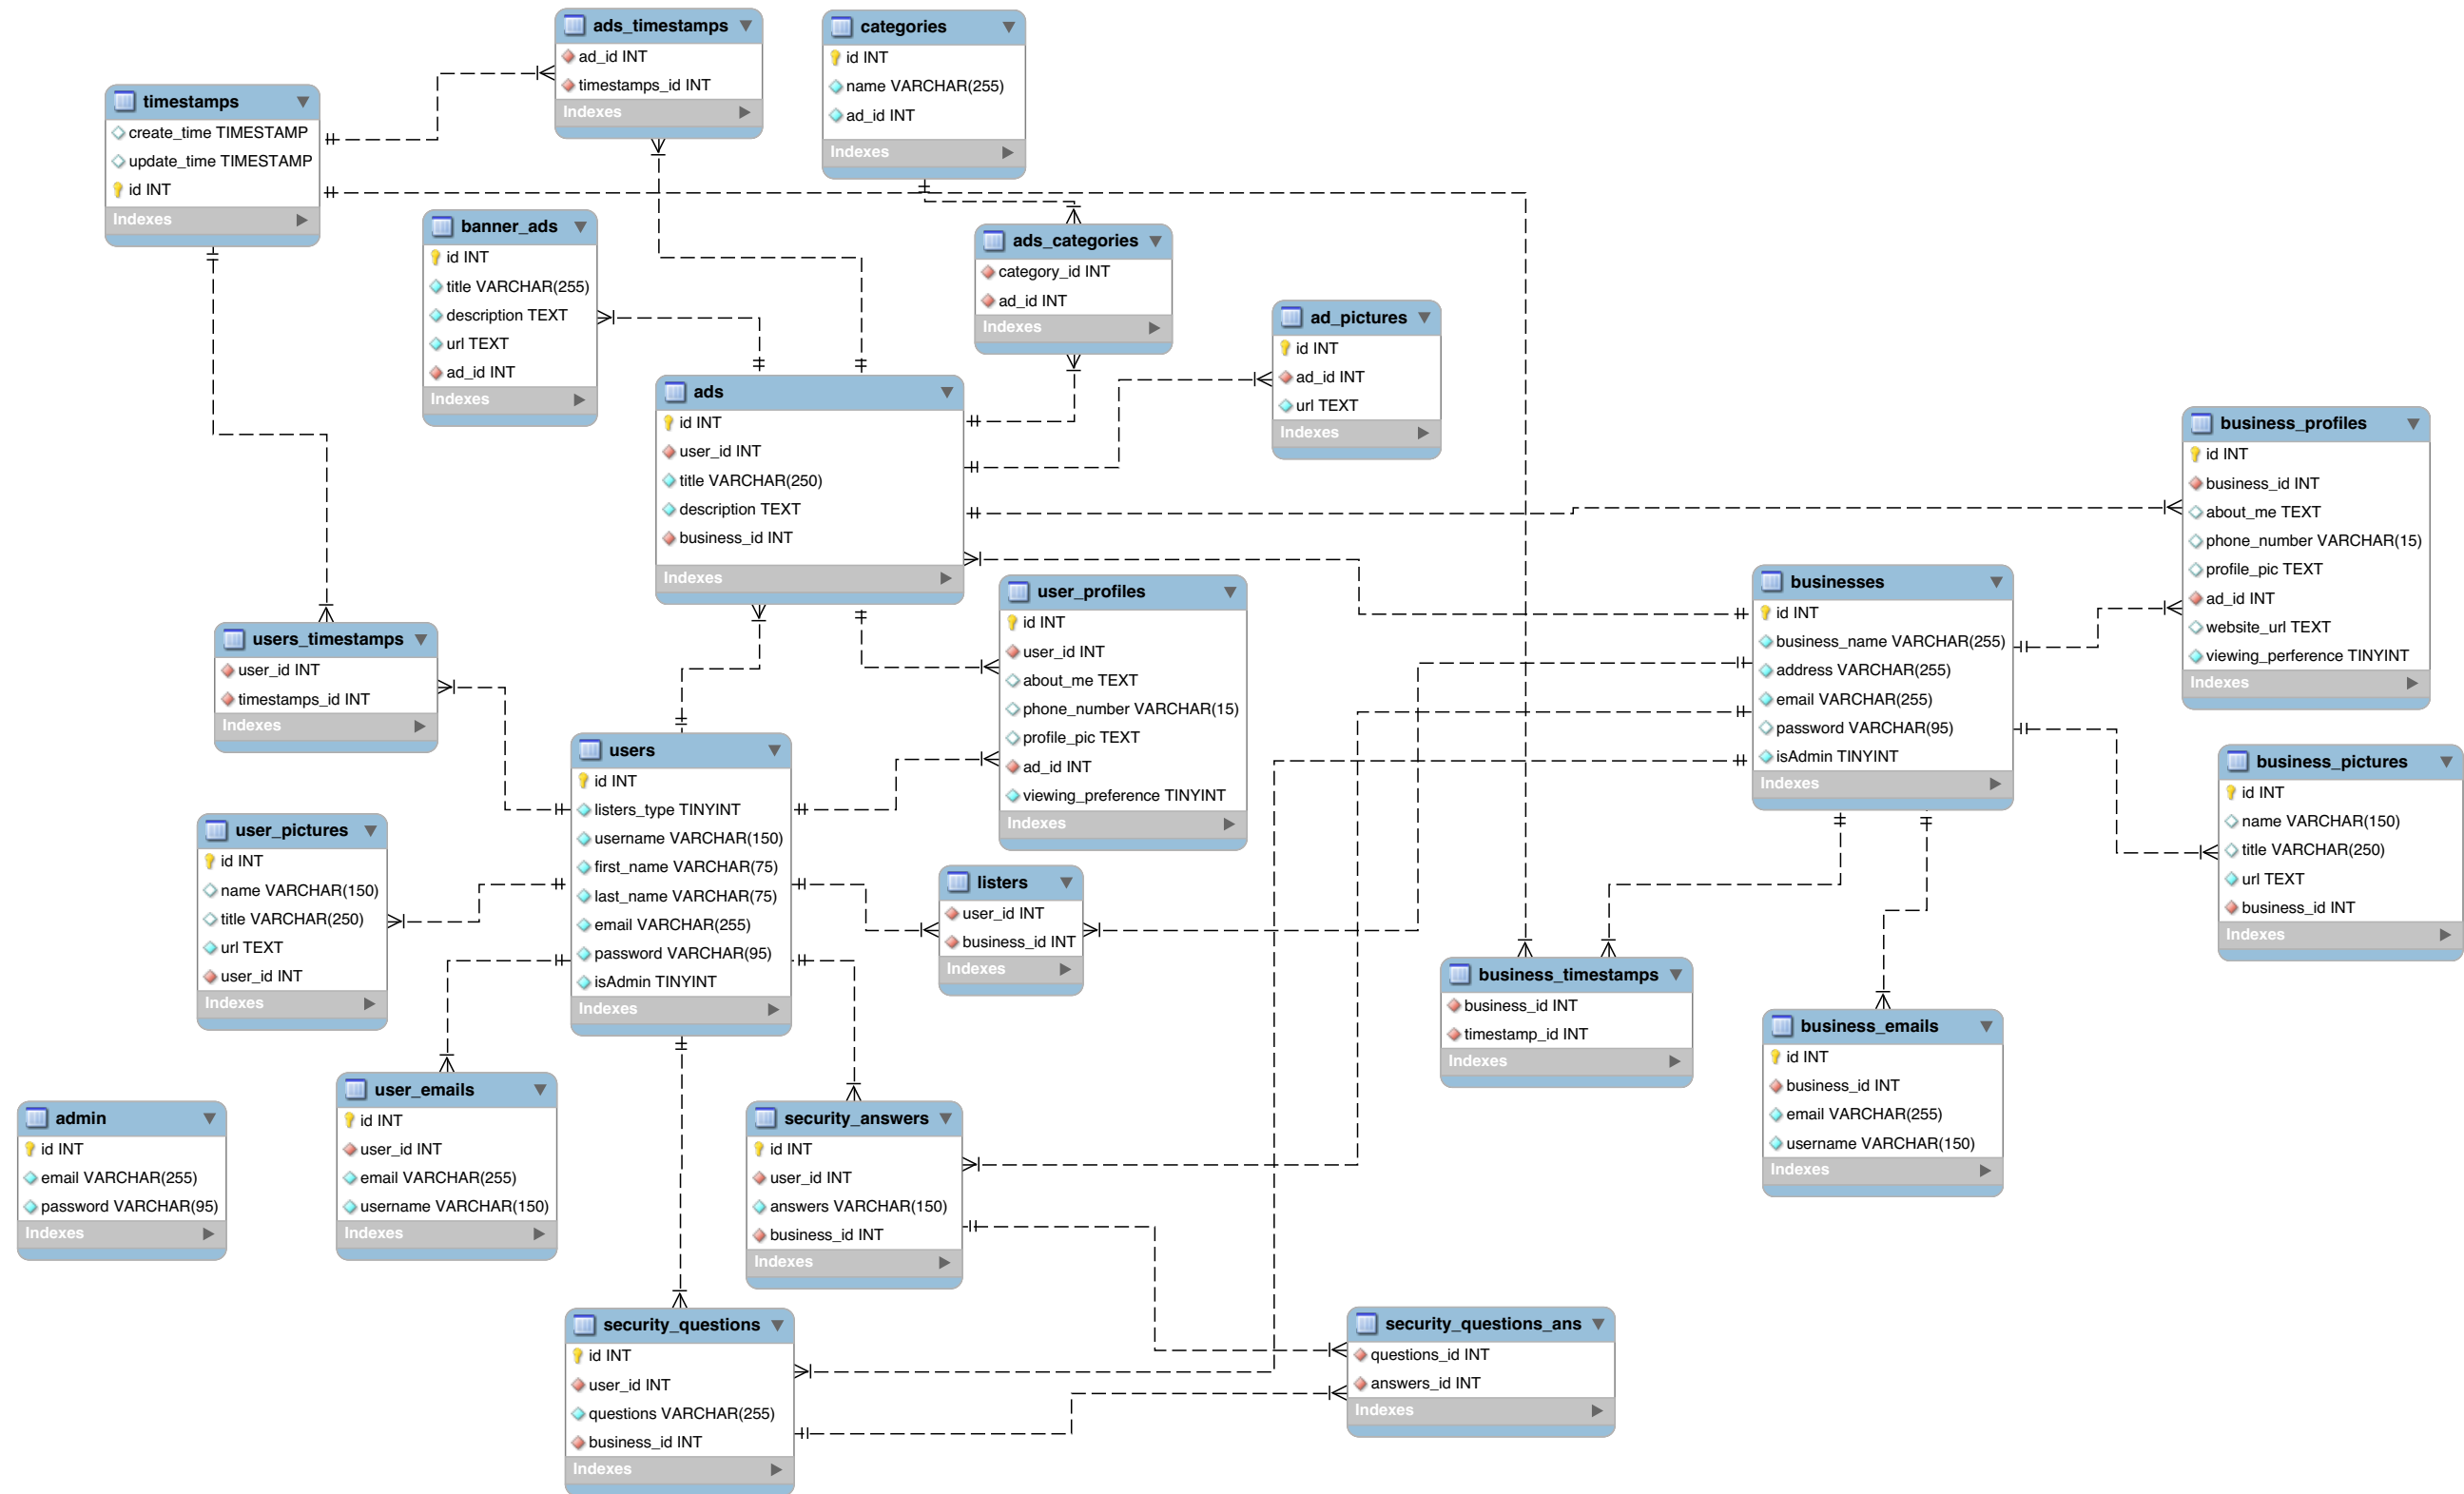 ads_timestamps
ad_id INT
timestamps_id INT
Indexes
categories
id INT
name VARCHAR(255)
ad_id INT
Indexes
timestamps
create_time TIMESTAMP
update_time TIMESTAMP
id INT
Indexes
banner_ads
id INT
title VARCHAR(255)
description TEXT
url TEXT
ad_id INT
Indexes
ads_categories
category_id INT
ad_id INT
Indexes
ad_pictures
id INT
ad_id INT
url TEXT
Indexes
ads
id INT
user_id INT
title VARCHAR(250)
description TEXT
business_id INT
Indexes
business_profiles
id INT
business_id INT
about_me TEXT
phone_number VARCHAR(15)
profile_pic TEXT
ad_id INT
website_url TEXT
viewing_perference TINYINT
Indexes
user_profiles
id INT
user_id INT
about_me TEXT
phone_number VARCHAR(15)
profile_pic TEXT
ad_id INT
viewing_preference TINYINT
Indexes
businesses
id INT
business_name VARCHAR(255)
address VARCHAR(255)
email VARCHAR(255)
password VARCHAR(95)
isAdmin TINYINT
Indexes
users_timestamps
user_id INT
timestamps_id INT
Indexes
users
id INT
listers_type TINYINT
username VARCHAR(150)
first_name VARCHAR(75)
last_name VARCHAR(75)
email VARCHAR(255)
password VARCHAR(95)
isAdmin TINYINT
Indexes
business_pictures
id INT
name VARCHAR(150)
title VARCHAR(250)
url TEXT
business_id INT
Indexes
user_pictures
id INT
name VARCHAR(150)
title VARCHAR(250)
url TEXT
user_id INT
Indexes
listers
user_id INT
business_id INT
Indexes
business_timestamps
business_id INT
timestamp_id INT
Indexes
business_emails
id INT
business_id INT
email VARCHAR(255)
username VARCHAR(150)
Indexes
admin
id INT
email VARCHAR(255)
password VARCHAR(95)
Indexes
user_emails
id INT
user_id INT
email VARCHAR(255)
username VARCHAR(150)
Indexes
security_answers
id INT
user_id INT
answers VARCHAR(150)
business_id INT
Indexes
security_questions
id INT
user_id INT
questions VARCHAR(255)
business_id INT
Indexes
security_questions_ans
questions_id INT
answers_id INT
Indexes